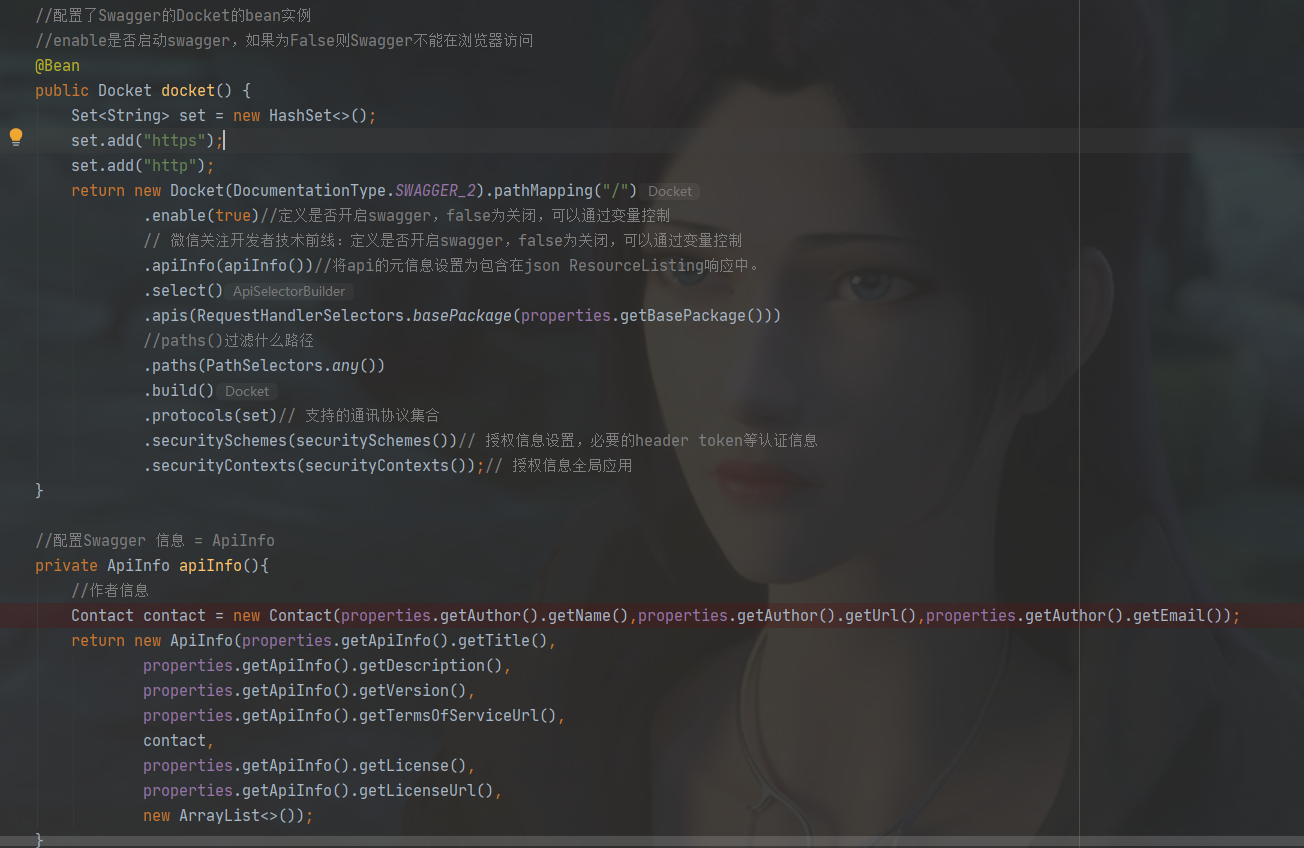 //配置了Swagger的Docket的bean实例
//enable是否启动swagger，如果为False则Swagger不能在浏览器访问
@Bean
public Docket docket() {
Set<String> set = new HashSet<>();
set.add("https");
set.add("http");
return new Docket(DocumentationType.SWAGGER_2).pathMapping("/") Docket
.enable(true)//定义是否开启swagger，false为关闭，可以通过变量控制
// 微信关注开发者技术前线：定义是否开启swagger，false为关闭，可以通过变量控制
.apiInfo(apiInfo())//将api的元信息设置为包含在json ResourceListing响应中。
.select() ApiSelectorBuilder
.apis(RequestHandlerSelectors.basePackage(properties.getBasePackage()))
//paths()过滤什么路径
.paths(PathSelectors.any())
.build() Docket
.protocols(set)// 支持的通讯协议集合
.securitySchemes(securitySchemes())// 授权信息设置，必要的header token等认证信息
.securityContexts(securityContexts());// 授权信息全局应用
}
//配置Swagger 信息 = ApiInfo
private ApiInfo apiInfo(){
//作者信息
Contact contact = new Contact(properties.getAuthor().getName(),properties.getAuthor().getUrl(),properties.getAuthor().getEmail());
return new ApiInfo(properties.getApiInfo().getTitle(),
properties.getApiInfo().getDescription(),
properties.getApiInfo().getVersion(),
properties.getApiInfo().getTermsOfServiceUrl(),
contact,
properties.getApiInfo().getLicense(),
properties.getApiInfo().getLicenseUrl(),
new ArrayList<>());
}